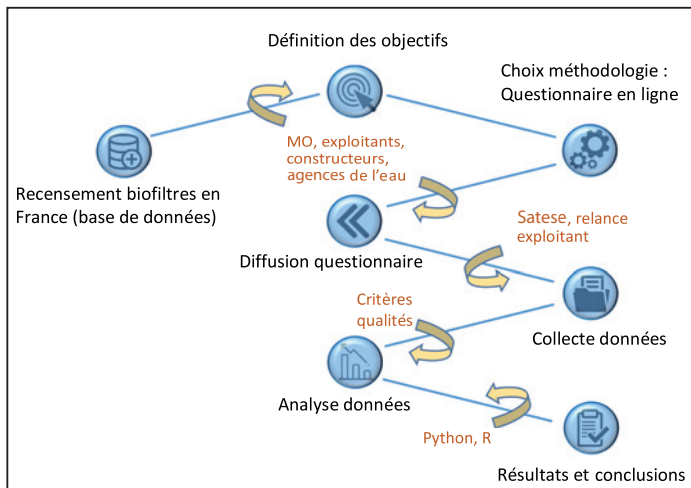 Définition des objectifs
Choix méthodologie :
Questionnaire en ligne
MO, exploitants,
constructeurs,
agences de l'eau
Recensement biofiltres en
France (base de données)
Satese, relance
exploitant
Diffusion questionnaire
Critères
qualités
Collecte données
Analyse données
Python, R
Résultats et conclusions